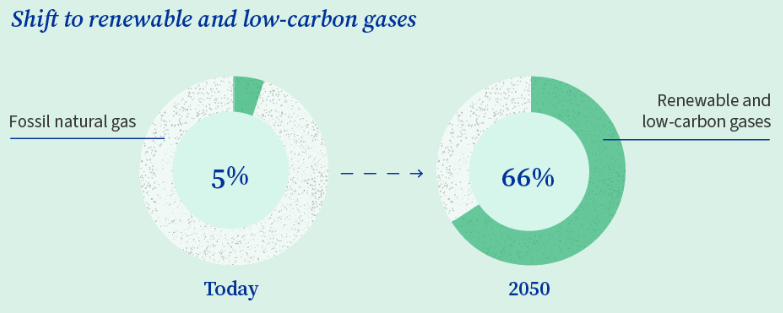 Shift to renewable and low-carbon gases
Fossil natural gas
Renewable and
low-carbon gases
5%
66%
Today
2050